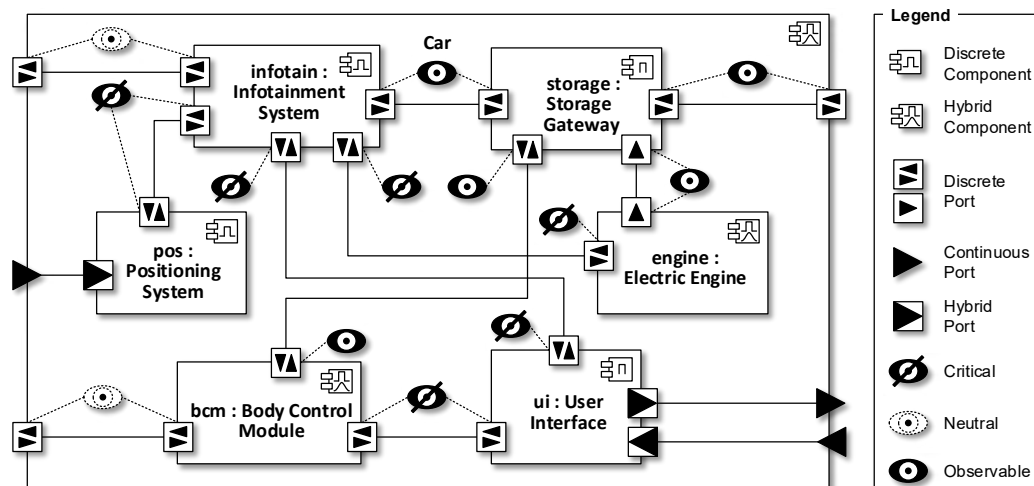 Car
infotain :
Infotainment
System
storage :
Storage
Gateway
pos :
Positioning
System
engine :
Electric Engine
bcm : Body Control
Module
ui : User
Interface
Legend
Discrete
Component
Hybrid
Component
Discrete
Port
Continuous
Port
Hybrid
Port
Critical
Neutral
Observable